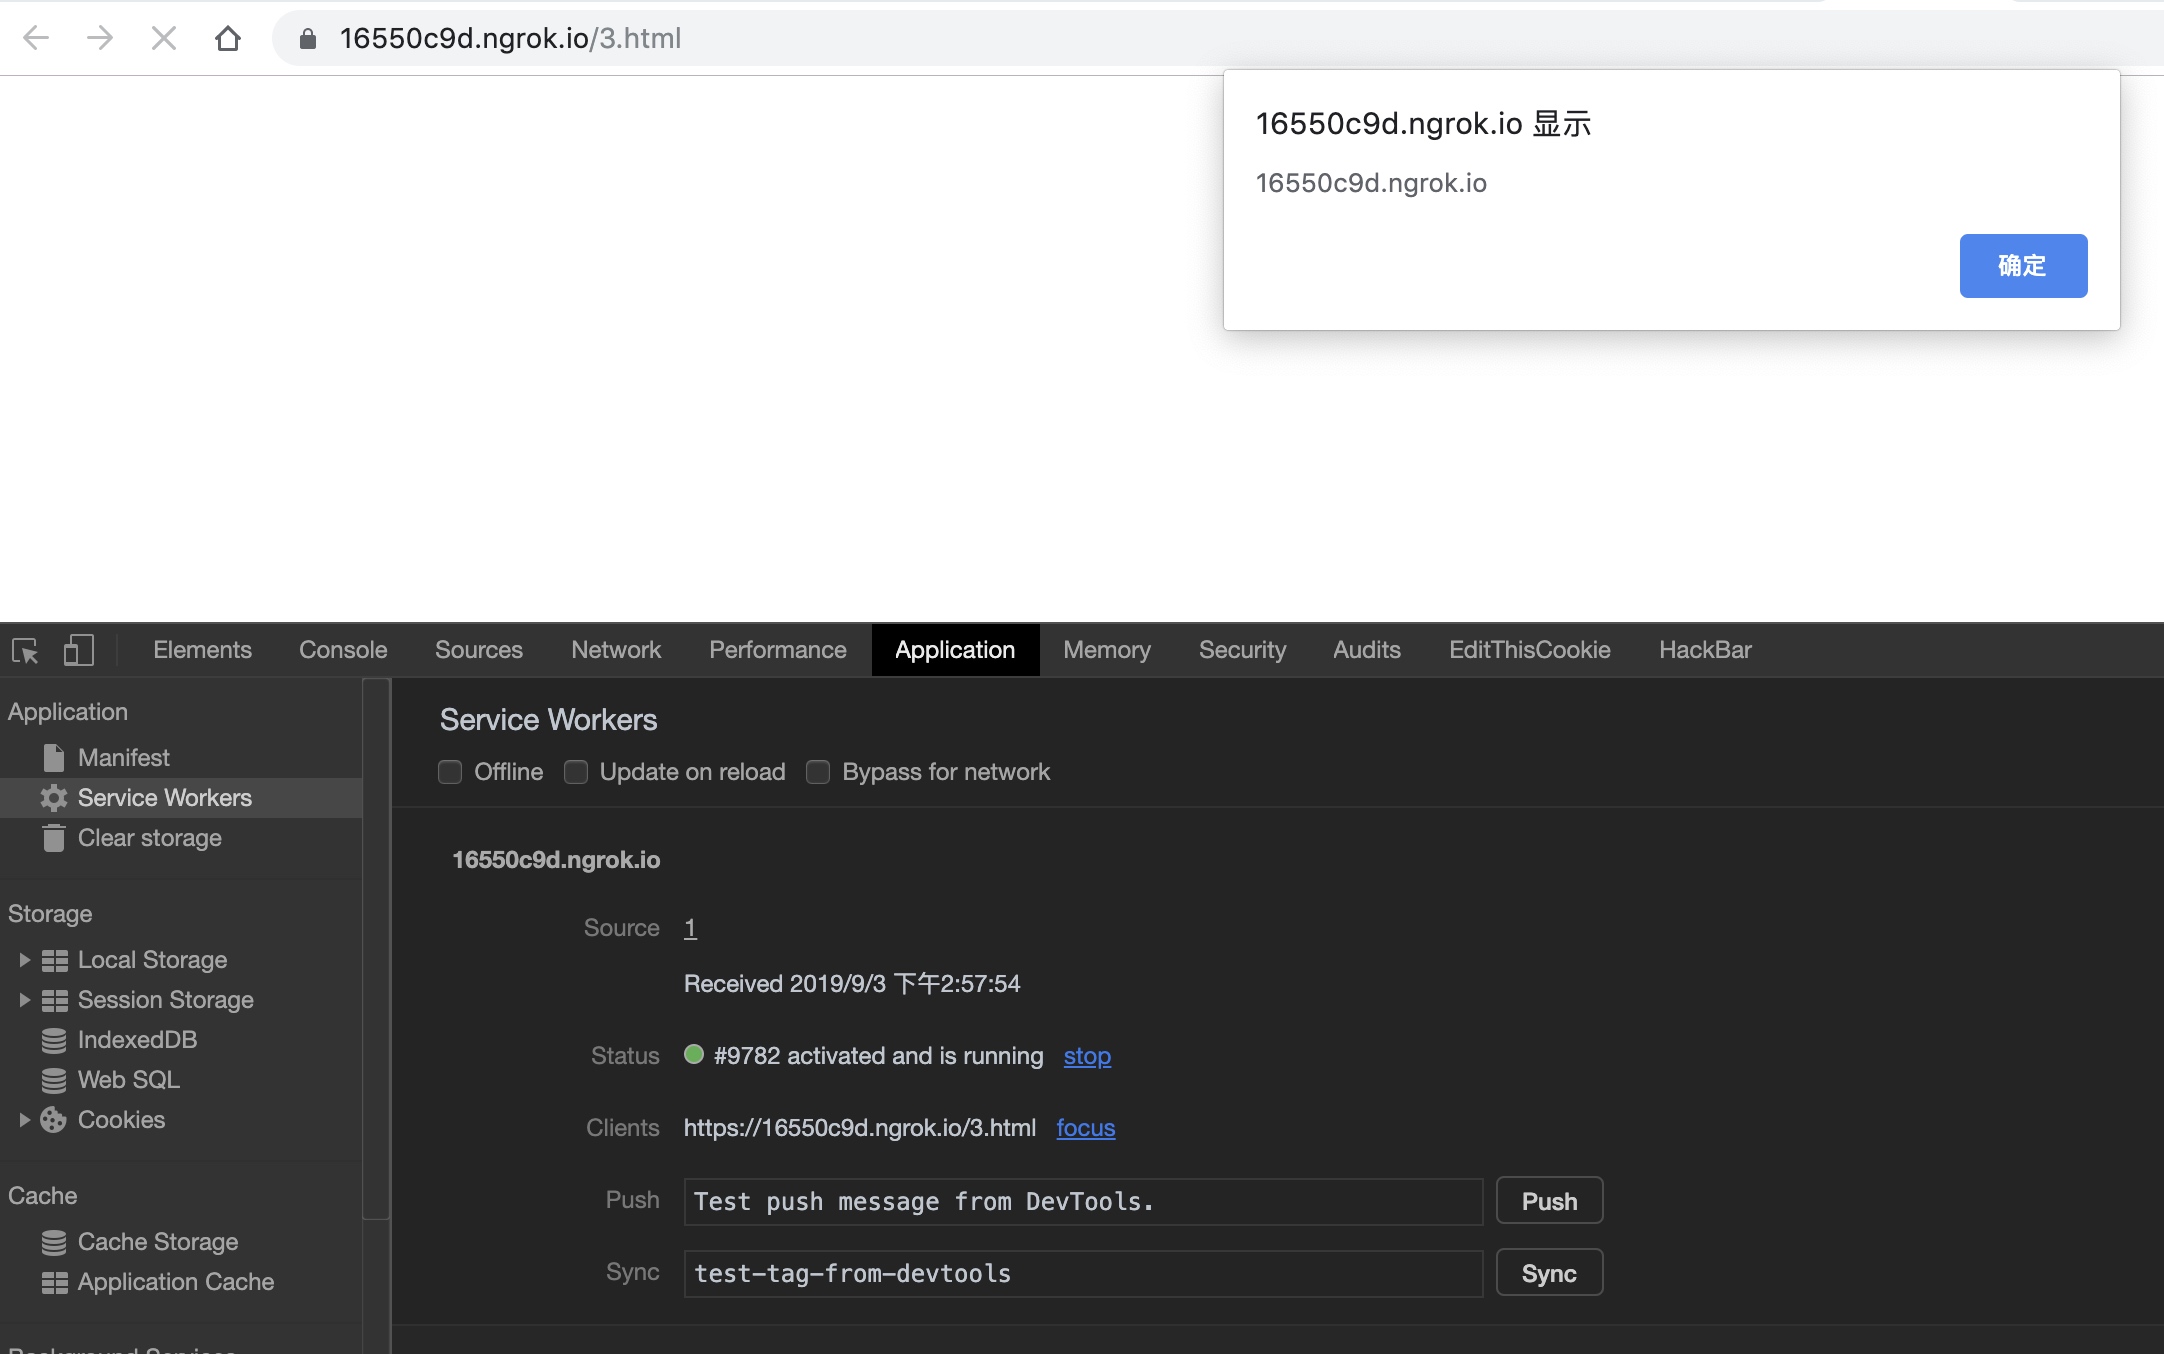 16550c9d.ngrok.io/3.html
16550c9d.ngrok.io 显示
16550c9d.ngrok.io
确定
Elements Console Sources Network Performance Application Memory Security Audits EditThisCookie HackBar
Application
Manifest
Service Workers
Clear storage
Storage
Local Storage
Session Storage
IndexedDB
Web SQL
Cookies
Cache
Cache Storage
Application Cache
Background Services
Service Workers
Offline Update on reload Bypass for network
16550c9d.ngrok.io
Source 1
Received 2019/9/3 下午2:57:54
Status #9782 activated and is running stop
Clients https://16550c9d.ngrok.io/3.html focus
Push Test push message from DevTools. Push
Sync test-tag-from-devtools Sync